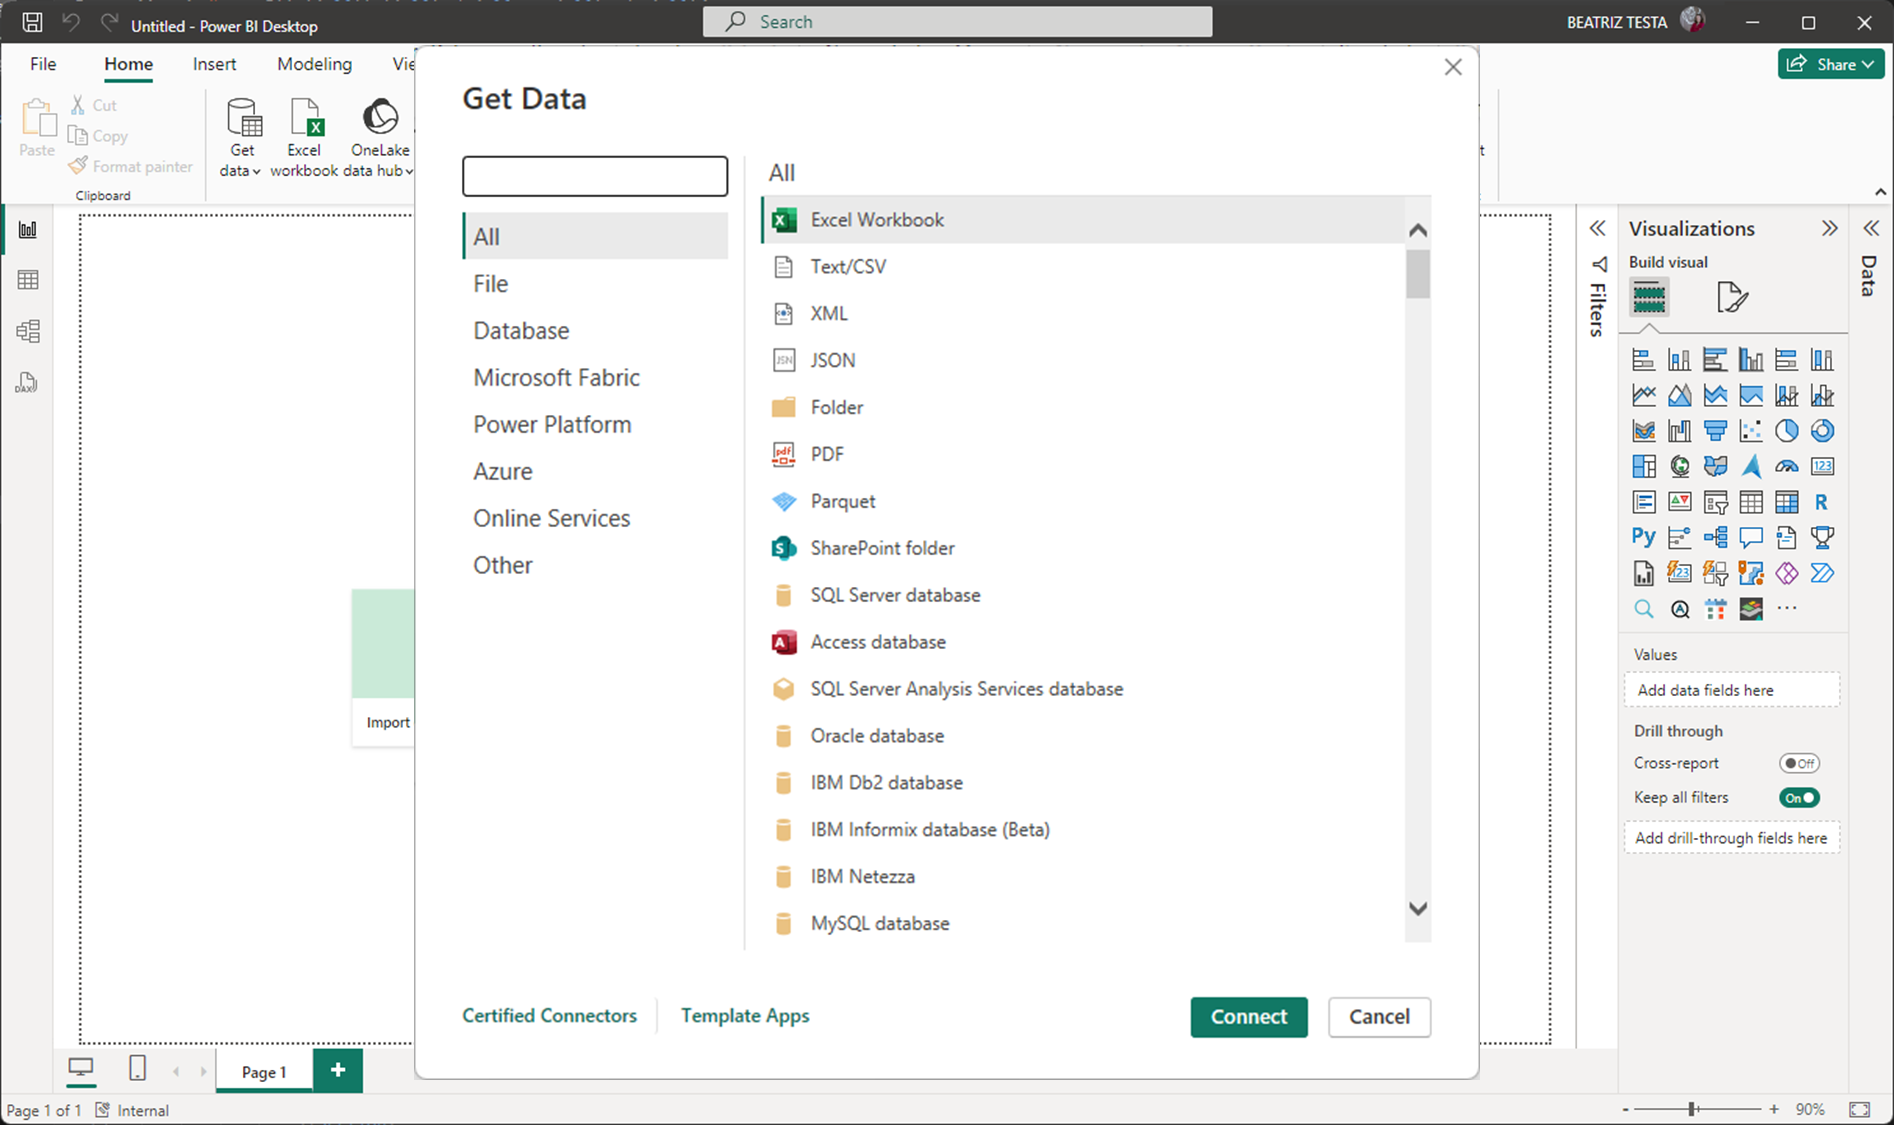 Untitled - Power BI Desktop
Search
BEATRIZ TESTA
File
Home
Insert
Modeling
Share
Paste
Cut
Copy
Format painter
Clipboard
Get data
Excel workbook
OneLake data hub
Get Data
All
File
Database
Microsoft Fabric
Power Platform
Azure
Online Services
Other
All
Excel Workbook
Text/CSV
XML
JSON
Folder
PDF
Parquet
SharePoint folder
SQL Server database
Access database
SQL Server Analysis Services database
Oracle database
IBM Db2 database
IBM Informix database (Beta)
IBM Netezza
MySQL database
Certified Connectors
Template Apps
Connect
Cancel
Import
Filters
Visualizations
Build visual
R
Py
123
Values
Add data fields here
Drill through
Cross-report
Off
Keep all filters
On
Add drill-through fields here
Data
DAX
Page 1
+
Page 1 of 1
Internal
- + 90%